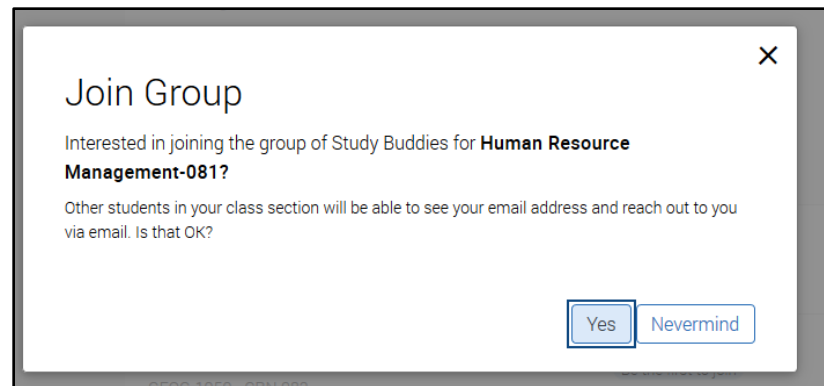 Join Group
Interested in joining the group of Study Buddies for Human Resource
Management-081?
Other students in your class section will be able to see your email address and reach out to you
via email. Is that OK?
Yes Nevermind